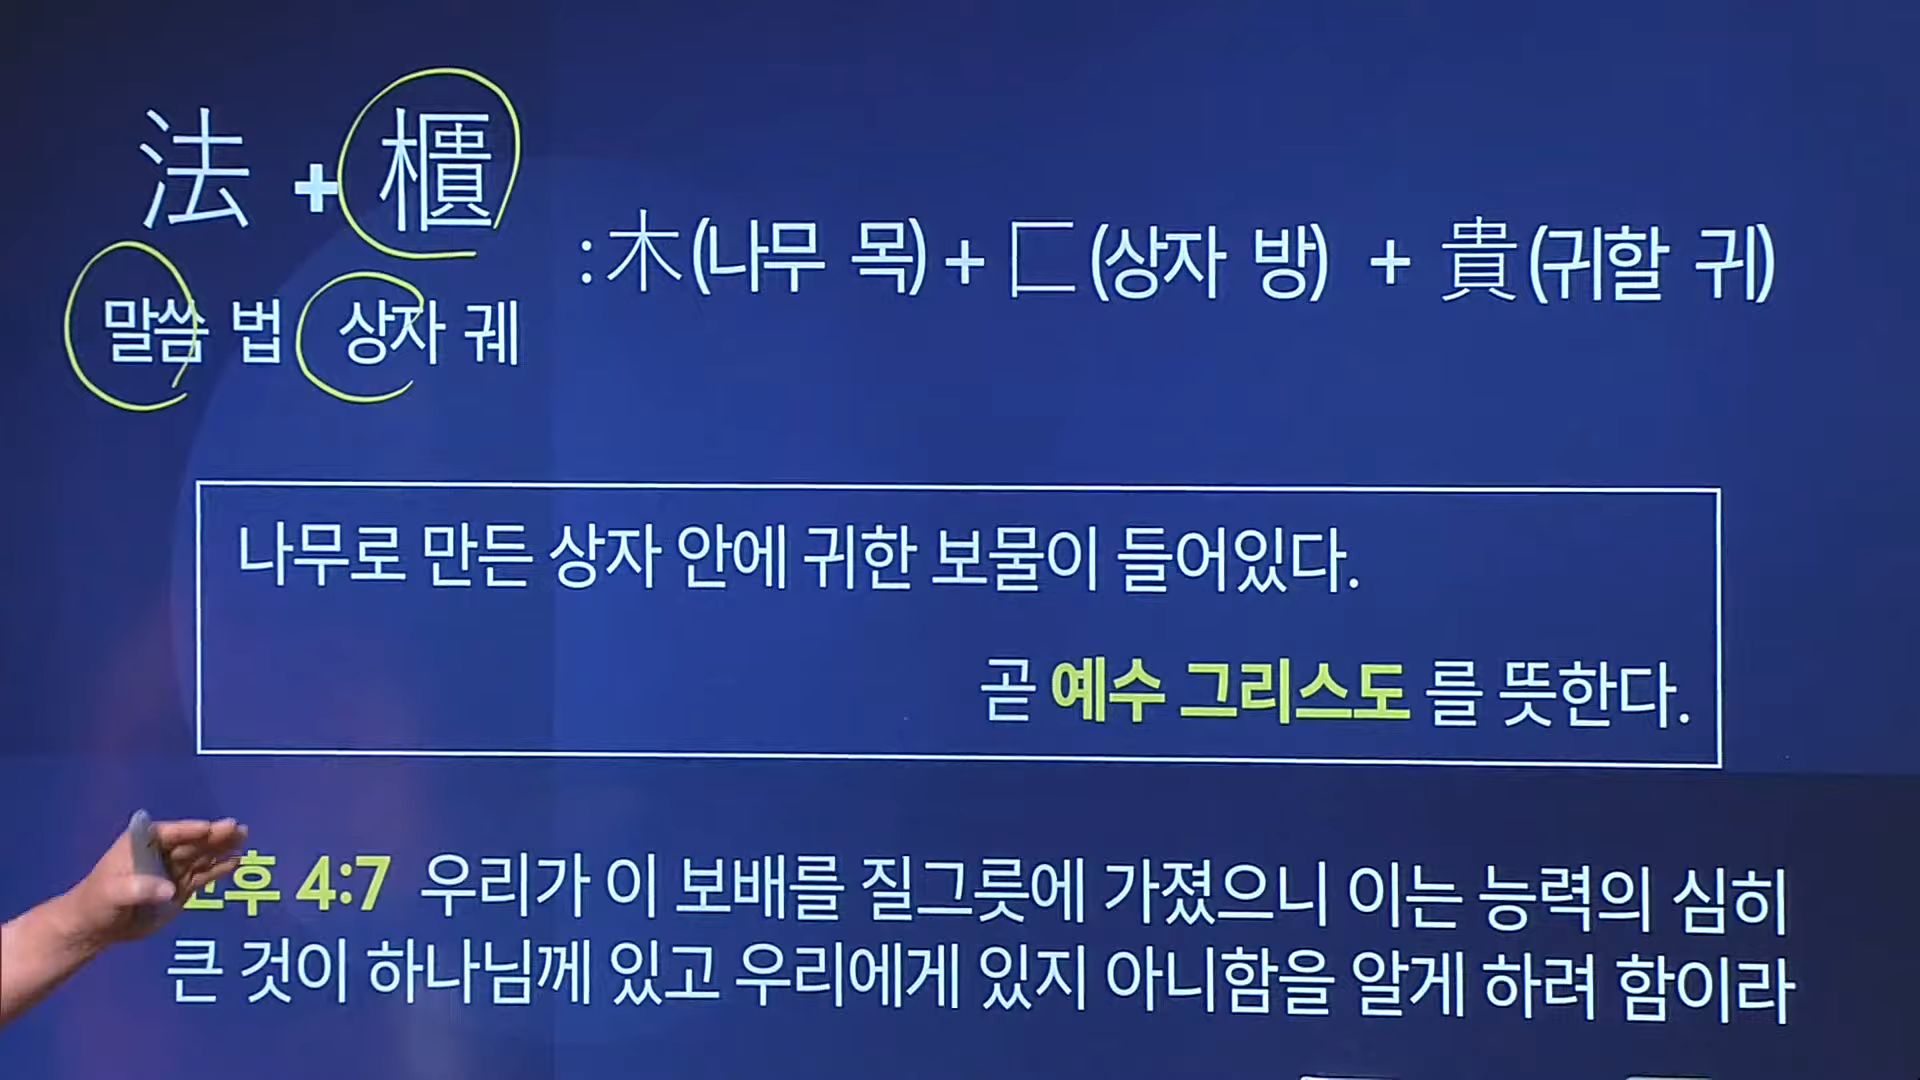 法 + 櫃
: 木(나무 목) + 匚(상자 방) + 貴(귀할 귀)
말씀 법 상자 궤
나무로 만든 상자 안에 귀한 보물이 들어있다.
곧 예수 그리스도 를 뜻한다.
고후 4:7 우리가 이 보배를 질그릇에 가졌으니 이는 능력의 심히
큰 것이 하나님께 있고 우리에게 있지 아니함을 알게 하려 함이라